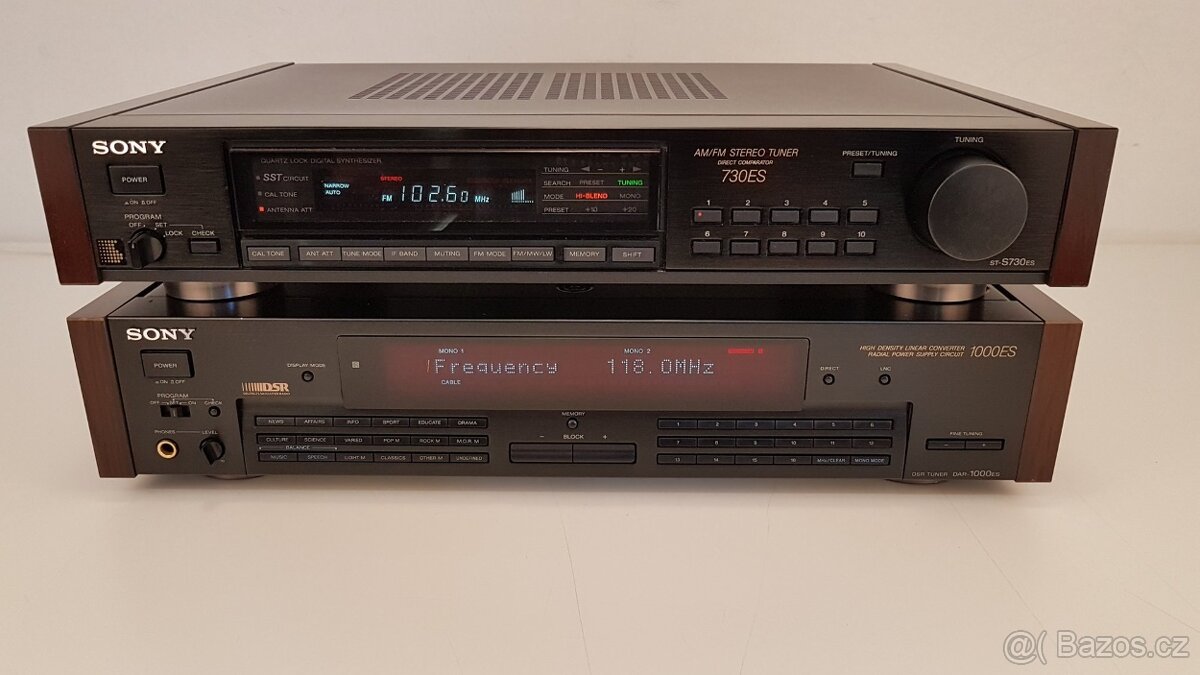 SONY
POWER
ON OFF
PROGRAM
OFF SET
LOCK CHECK
QUARTZ LOCK DIGITAL SYNTHESIZER
SST CIRCUIT
CAL TONE
ANTENNA ATT
NARROW
AUTO
STEREO
FM 102.60 MHz
TUNING ◄ − + ►
SEARCH PRESET TUNING
MODE HI-BLEND MONO
PRESET +10 +20
CAL TONE ANT ATT TUNE MODE IF BAND MUTING FM MODE FM/MW/LW MEMORY SHIFT
AM/FM STEREO TUNER
DIRECT COMPARATOR
730ES
PRESET/TUNING
TUNING
1 2 3 4 5
6 7 8 9 10
ST-S730ES
SONY
POWER
ON OFF
PROGRAM
OFF SET ON CHECK
PHONES LEVEL
DISPLAY MODE
DSR
MONO 1 MONO 2
Frequency 118.0MHz
CABLE
HIGH DENSITY LINEAR CONVERTER
RADIAL POWER SUPPLY CIRCUIT
1000ES
DIRECT LNC
NEWS AFFAIRS INFO SPORT EDUCATE DRAMA
CULTURE SCIENCE VARIED POP M ROCK M M.O.R. M
BALANCE
MUSIC SPEECH LIGHT M CLASSICS OTHER M UNDEFINED
MEMORY
− BLOCK +
1 2 3 4 5 6
7 8 9 10 11 12
13 14 15 16 MHz/CLEAR MONO MODE
FINE TUNING
− +
DSR TUNER DAR-1000ES
@( Bazos.cz